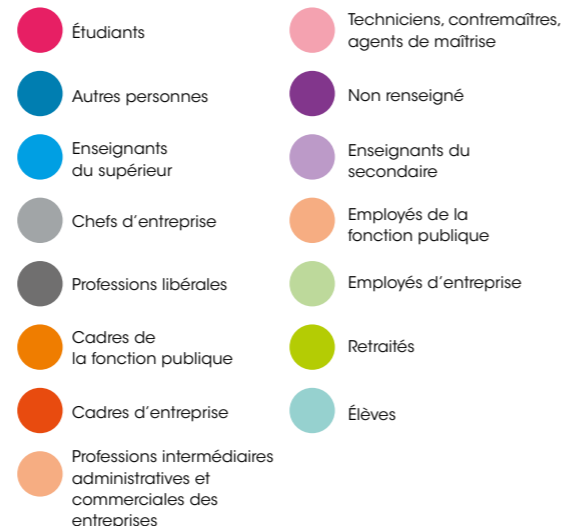 Étudiants
Autres personnes
Enseignants
du supérieur
Chefs d'entreprise
Professions libérales
Cadres de
la fonction publique
Cadres d'entreprise
Professions intermédiaires
administratives et
commerciales des
entreprises
Techniciens, contremaîtres,
agents de maîtrise
Non renseigné
Enseignants du
secondaire
Employés de la
fonction publique
Employés d'entreprise
Retraités
Élèves